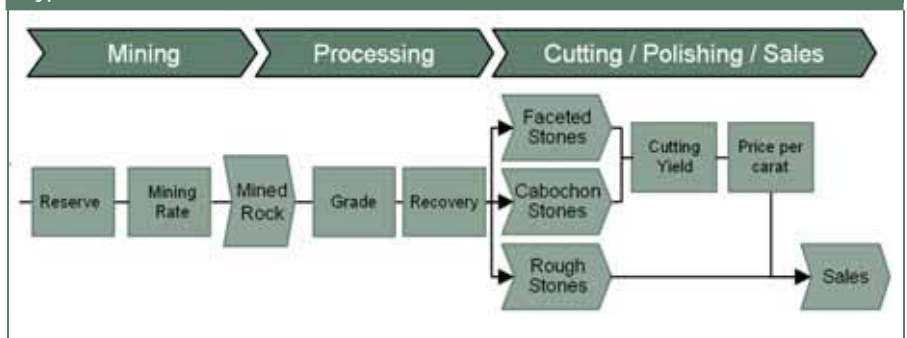 Mining
Processing
Cutting / Polishing / Sales
Reserve
Mining
Rate
Mined
Rock
Grade
Recovery
Faceted
Stones
Cabochon
Stones
Rough
Stones
Cutting
Yield
Price per
carat
Sales